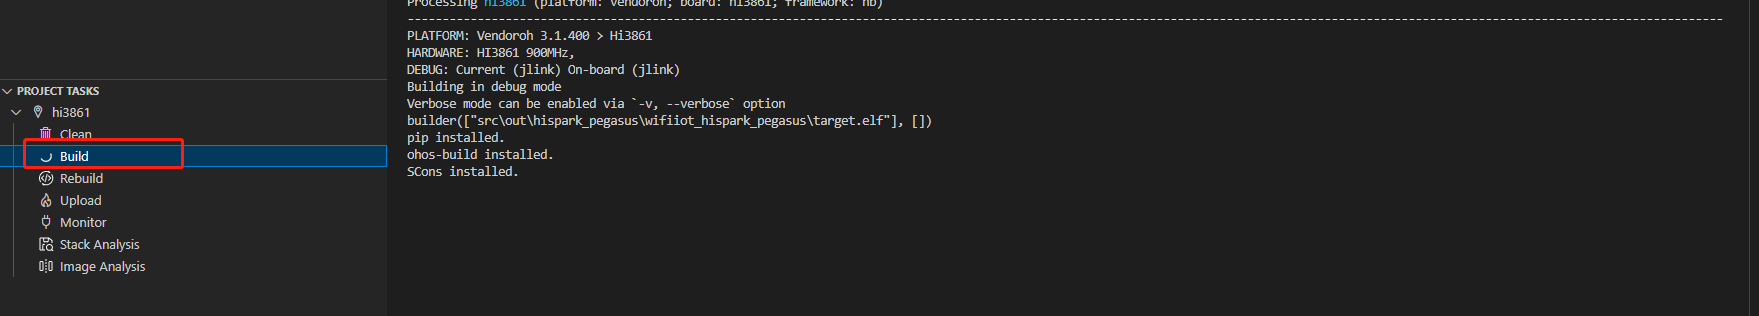 Processing hi3861 (platform: vendoroh; board: hi3861; framework: hb)
--------------------------------------------------------------------------------
PLATFORM: Vendoroh 3.1.400 > Hi3861
HARDWARE: HI3861 900MHz,
DEBUG: Current (jlink) On-board (jlink)
Building in debug mode
Verbose mode can be enabled via `-v, --verbose` option
builder(["src\out\hispark_pegasus\wifiiot_hispark_pegasus\target.elf"], [])
pip installed.
ohos-build installed.
SCons installed.
PROJECT TASKS
hi3861
Clean
Build
Rebuild
Upload
Monitor
Stack Analysis
Image Analysis